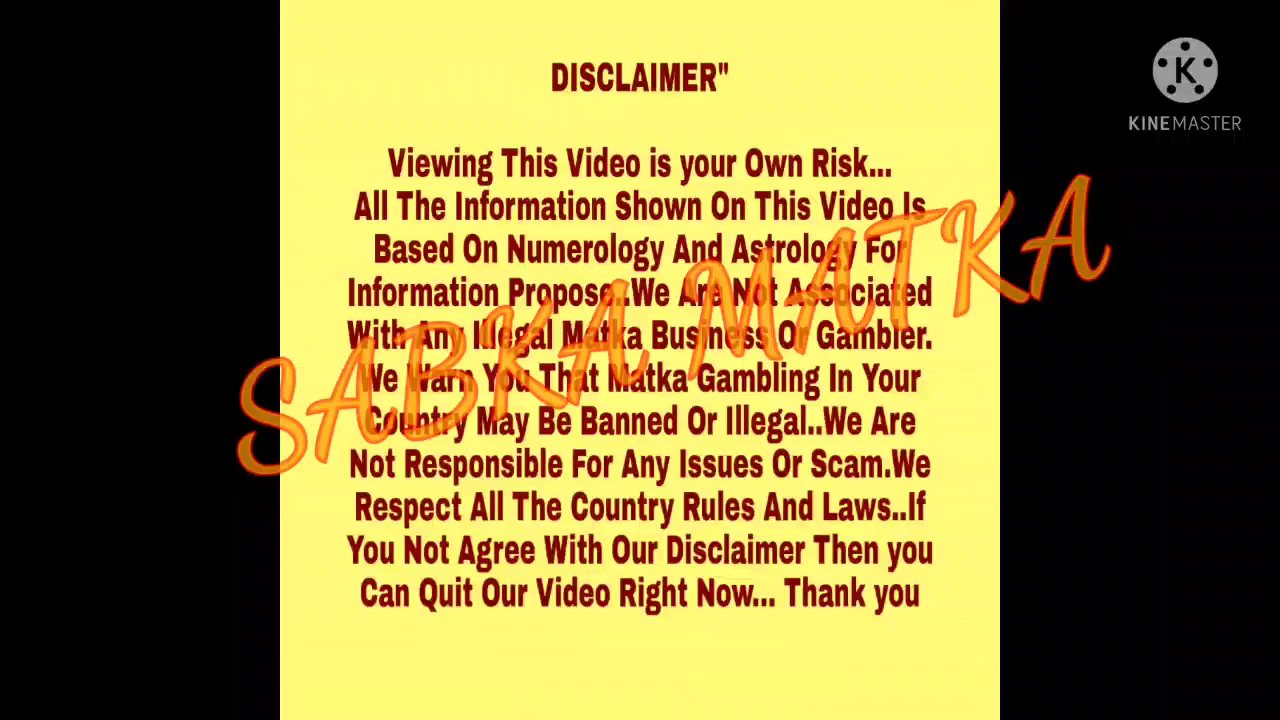 DISCLAIMER"
Viewing This Video is your Own Risk...
All The Information Shown On This Video Is
Based On Numerology And Astrology For
Information Propose..We Are Not Associated
With Any Illegal Matka Business Or Gambler.
We Warn You That Matka Gambling In Your
Country May Be Banned Or Illegal..We Are
Not Responsible For Any Issues Or Scam.We
Respect All The Country Rules And Laws..If
You Not Agree With Our Disclaimer Then you
Can Quit Our Video Right Now... Thank you
SABKA MATKA
K
KINEMASTER